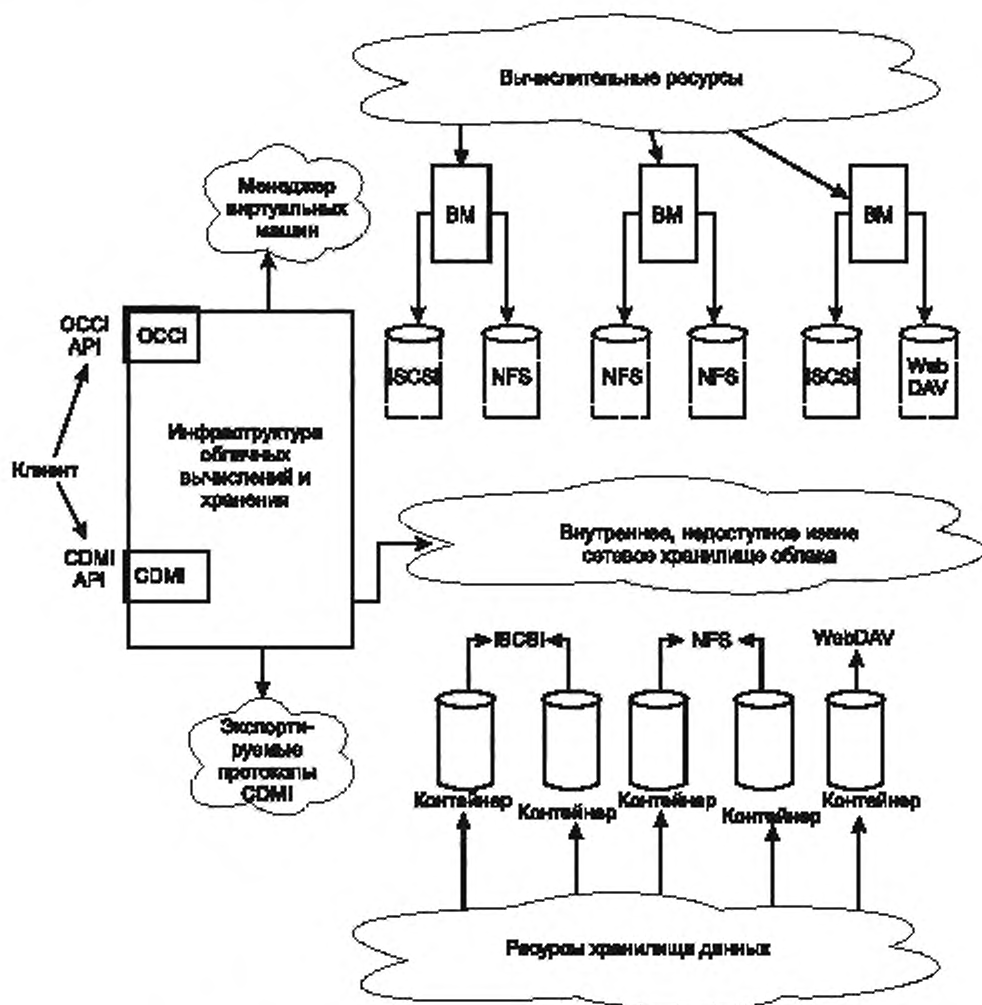 Вычислительные ресурсы
Менеджер
виртуальных
машин
ВМ
ВМ
ВМ
OCCI
API
OCCI
ISCSI
NFS
NFS
NFS
ISCSI
Web
DAV
Инфраструктура
облачных
вычислений и
хранения
Клиент
Внутреннее, недоступное извне
сетевое хранилище облака
CDMI
API
CDMI
ISCSI
NFS
WebDAV
Экспорти-
руемые
протоколы
CDMI
Контейнер
Контейнер
Контейнер
Контейнер
Контейнер
Ресурсы хранилища данных